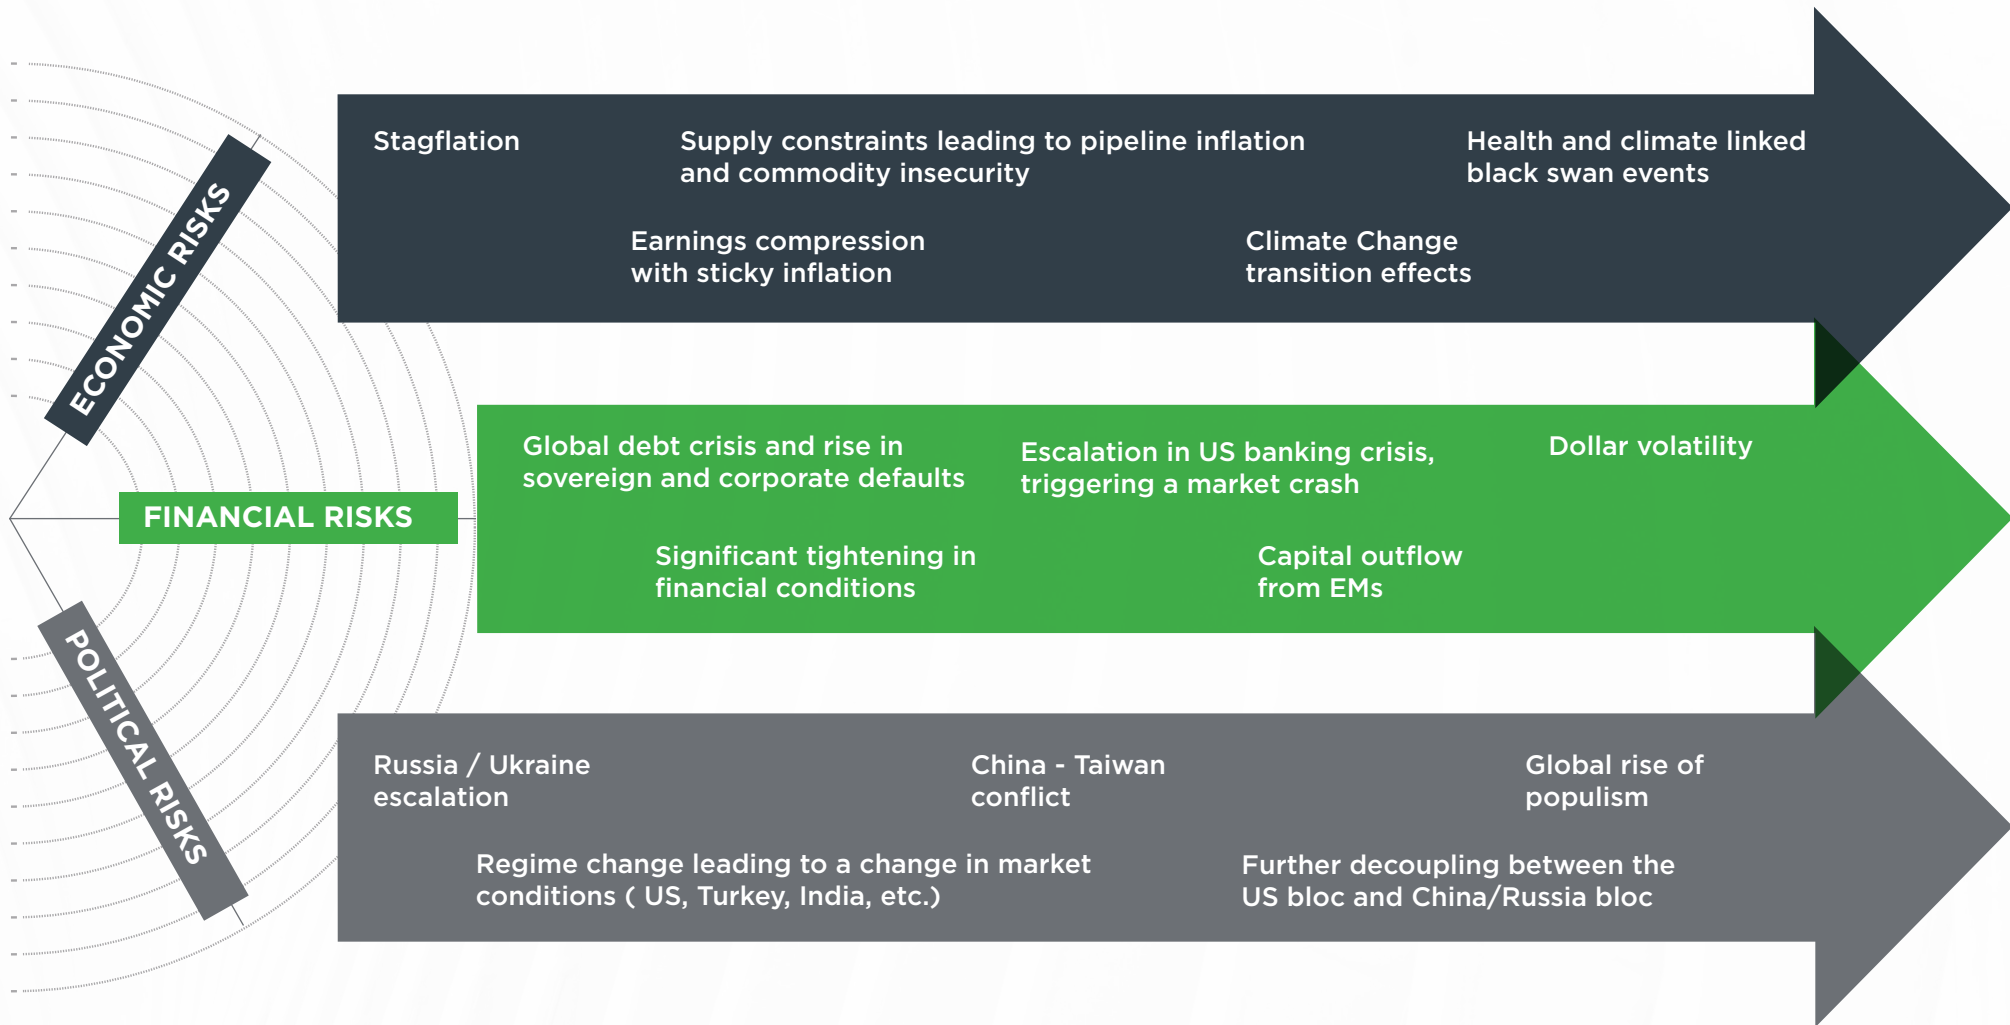 ECONOMIC RISKS
Stagflation
Supply constraints leading to pipeline inflation
and commodity insecurity
Health and climate linked
black swan events
Earnings compression
with sticky inflation
Climate Change
transition effects
FINANCIAL RISKS
Global debt crisis and rise in
sovereign and corporate defaults
Escalation in US banking crisis,
triggering a market crash
Dollar volatility
Significant tightening in
financial conditions
Capital outflow
from EMs
POLITICAL RISKS
Russia / Ukraine
escalation
China - Taiwan
conflict
Global rise of
populism
Regime change leading to a change in market
conditions ( US, Turkey, India, etc.)
Further decoupling between the
US bloc and China/Russia bloc